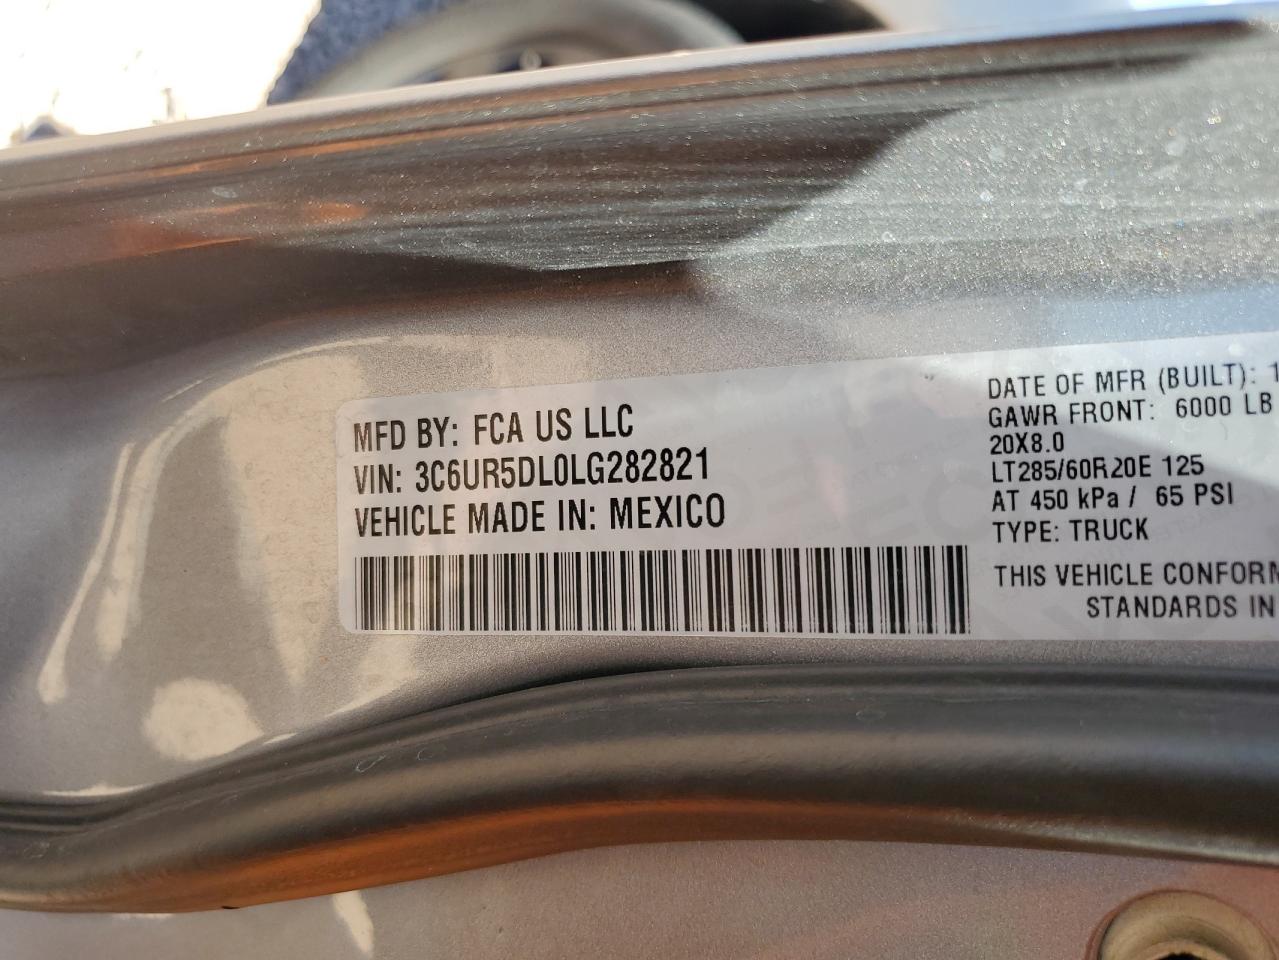 MFD BY: FCA US LLC
VIN: 3C6UR5DL0LG282821
VEHICLE MADE IN: MEXICO
DATE OF MFR (BUILT): 1
GAWR FRONT: 6000 LB
20X8.0
LT285/60R20E 125
AT 450 kPa / 65 PSI
TYPE: TRUCK
THIS VEHICLE CONFORM
STANDARDS IN